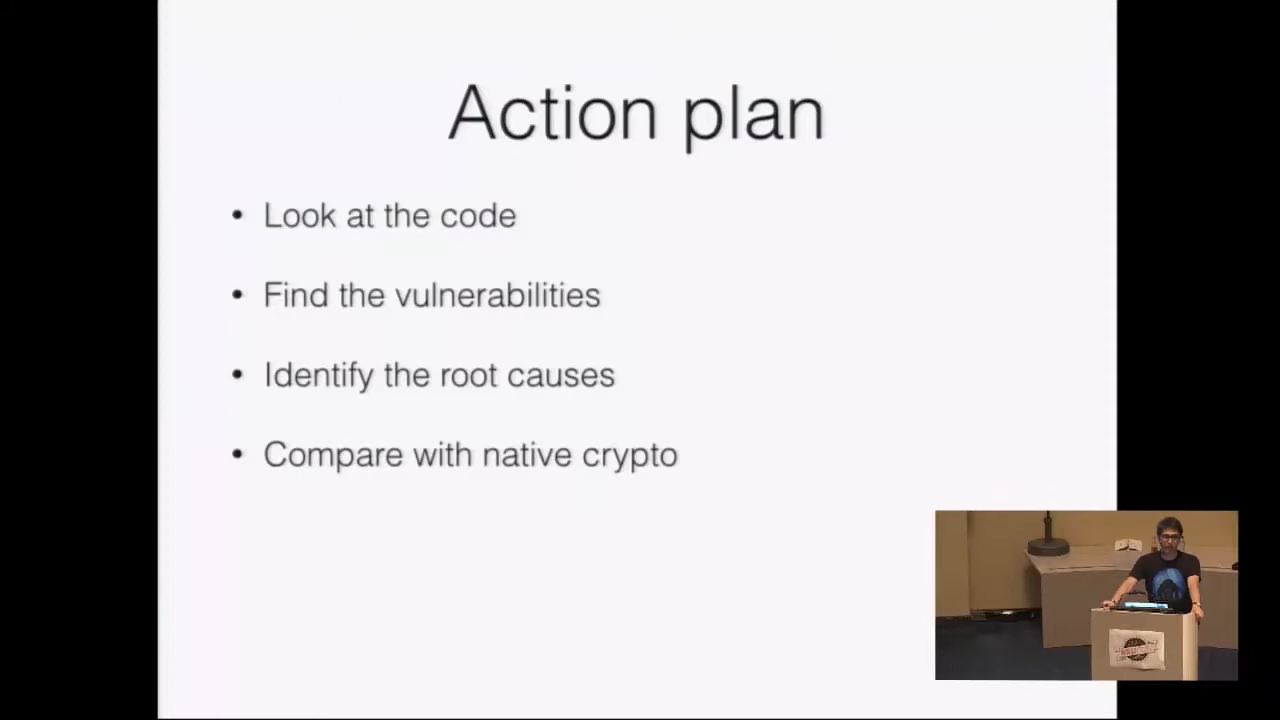 Action plan
• Look at the code
• Find the vulnerabilities
• Identify the root causes
• Compare with native crypto